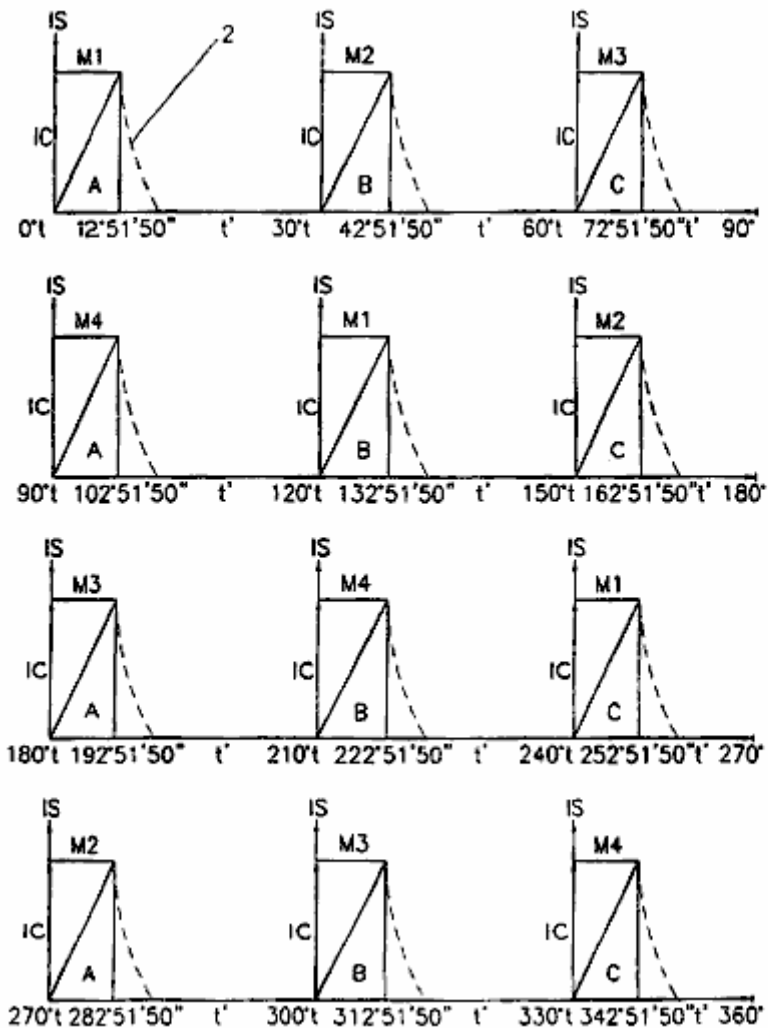 IS IS IS
M1 2 M2 M3
IC IC IC
A B C
0°t 12°51'50" t' 30°t 42°51'50" t' 60°t 72°51'50"t' 90°
IS IS IS
M4 M1 M2
IC IC IC
A B C
90°t 102°51'50" t' 120°t 132°51'50" t' 150°t 162°51'50"t' 180°
IS IS IS
M3 M4 M1
IC IC IC
A B C
180°t 192°51'50" t' 210°t 222°51'50" t' 240°t 252°51'50"t' 270°
IS IS IS
M2 M3 M4
IC IC IC
A B C
270°t 282°51'50" t' 300°t 312°51'50" t' 330°t 342°51'50"t' 360°